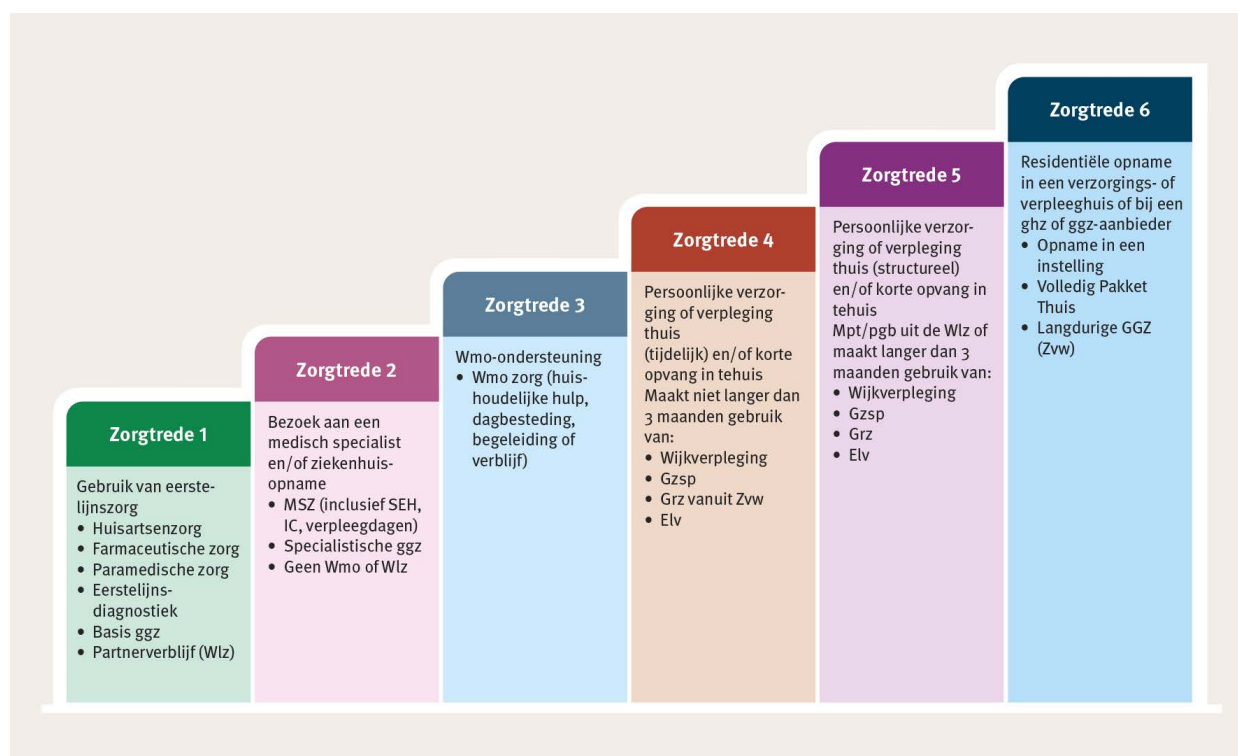 Zorgtrede 1
Gebruik van eerste-
lijnszorg
• Huisartsenzorg
• Farmaceutische zorg
• Paramedische zorg
• Eerstelijns-
diagnostiek
• Basis ggz
• Partnerverblijf (Wlz)
Zorgtrede 2
Bezoek aan een
medisch specialist
en/of ziekenhuis-
opname
• MSZ (inclusief SEH,
IC, verpleegdagen)
• Specialistische ggz
• Geen Wmo of Wlz
Zorgtrede 3
Wmo-ondersteuning
• Wmo zorg (huis-
houdelijke hulp,
dagbesteding,
begeleiding of
verblijf)
Zorgtrede 4
Persoonlijke verzor-
ging of verpleging
thuis
(tijdelijk) en/of korte
opvang in tehuis
Maakt niet langer dan
3 maanden gebruik
van:
• Wijkverpleging
• Gzsp
• Grz vanuit Zvw
• Elv
Zorgtrede 5
Persoonlijke verzor-
ging of verpleging
thuis (structureel)
en/of korte opvang in
tehuis
Mpt/pgb uit de Wlz of
maakt langer dan 3
maanden gebruik van:
• Wijkverpleging
• Gzsp
• Grz
• Elv
Zorgtrede 6
Residentiële opname
in een verzorgings- of
verpleeghuis of bij een
ghz of ggz-aanbieder
• Opname in een
instelling
• Volledig Pakket
Thuis
• Langdurige GGZ
(Zvw)